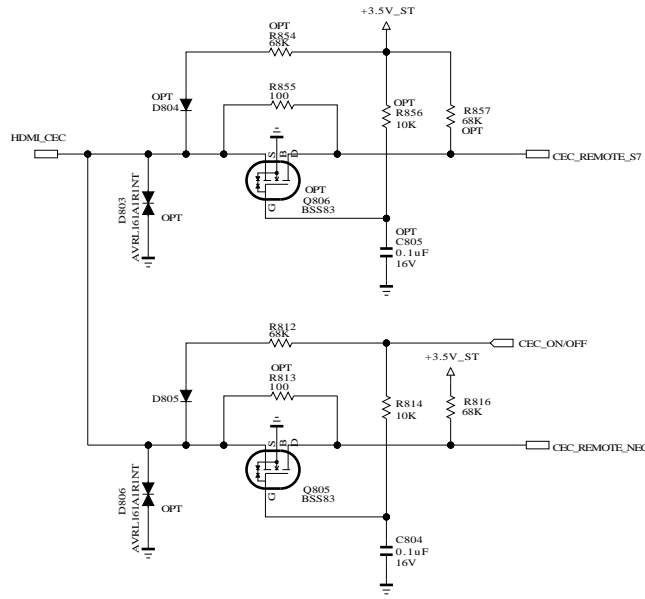 +3.5V_ST
OPT
R854
68K
OPT
D804
R855
100
OPT
R856
10K
R857
68K
OPT
HDMI_CEC
CEC_REMOTE_S7
S
B
D
G
OPT
Q806
BSS83
D803
AVRL161A1R1NT
OPT
OPT
C805
0.1uF
16V
R812
68K
CEC_ON/OFF
+3.5V_ST
D805
OPT
R813
100
R814
10K
R816
68K
CEC_REMOTE_NEC
S
B
D
G
Q805
BSS83
D806
AVRL161A1R1NT
OPT
C804
0.1uF
16V